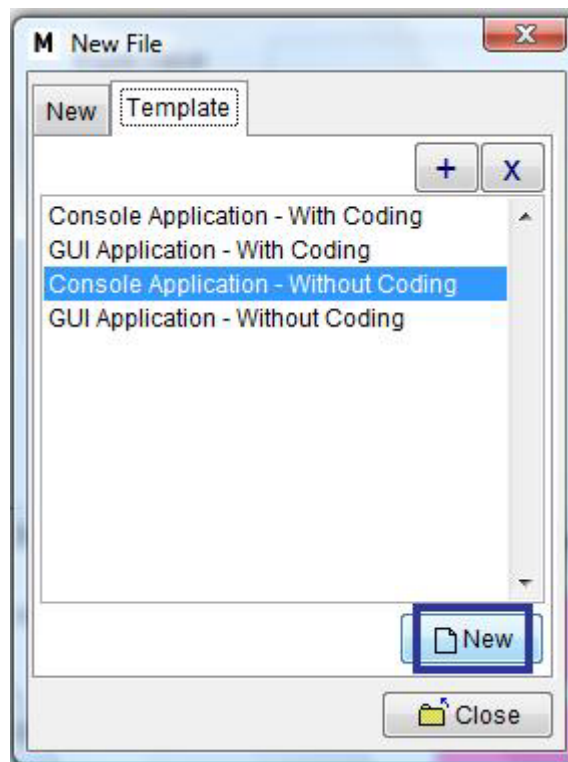 M New File
New Template
+ x
Console Application - With Coding
GUI Application - With Coding
Console Application - Without Coding
GUI Application - Without Coding
New
Close